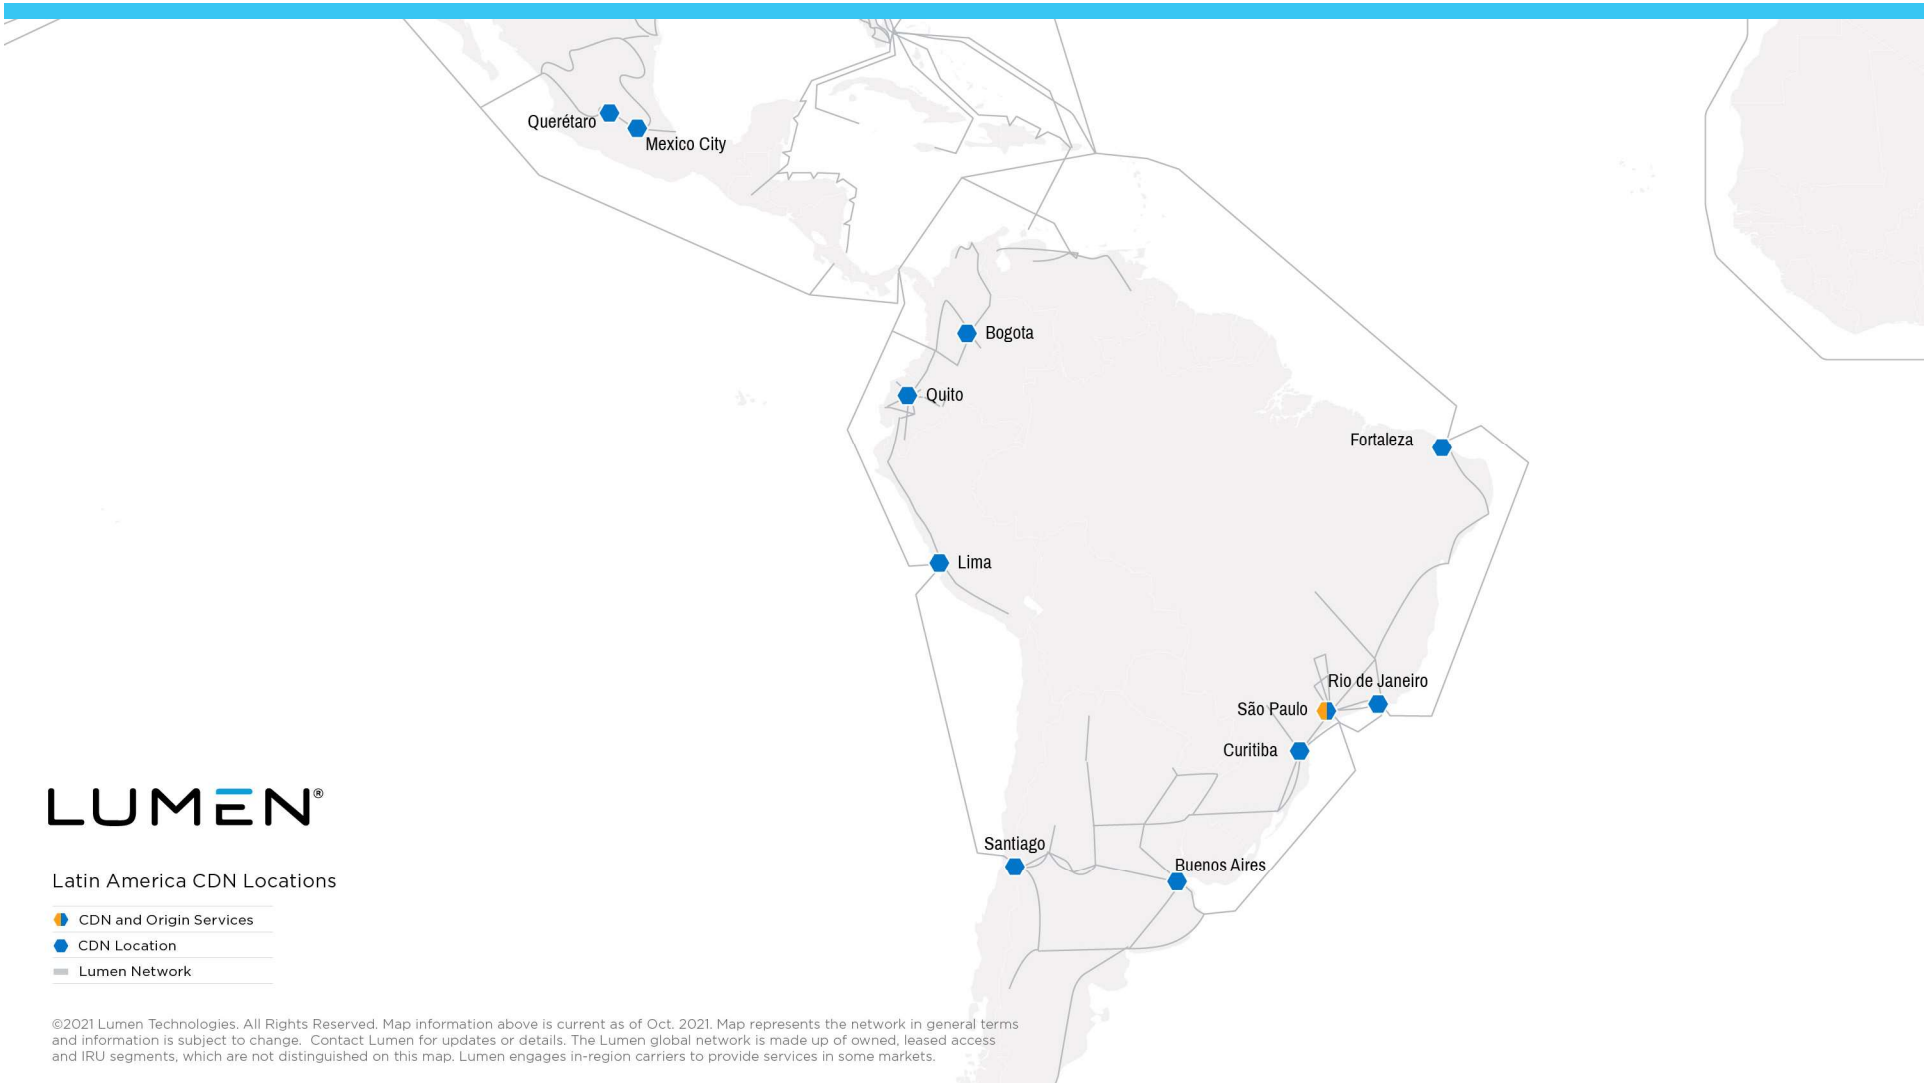 Querétaro
Mexico City
Bogota
Quito
Fortaleza
Lima
Rio de Janeiro
São Paulo
Curitiba
Santiago
Buenos Aires
LUMEN®
Latin America CDN Locations
CDN and Origin Services
CDN Location
Lumen Network
©2021 Lumen Technologies. All Rights Reserved. Map information above is current as of Oct. 2021. Map represents the network in general terms
and information is subject to change.  Contact Lumen for updates or details. The Lumen global network is made up of owned, leased access
and IRU segments, which are not distinguished on this map. Lumen engages in-region carriers to provide services in some markets.